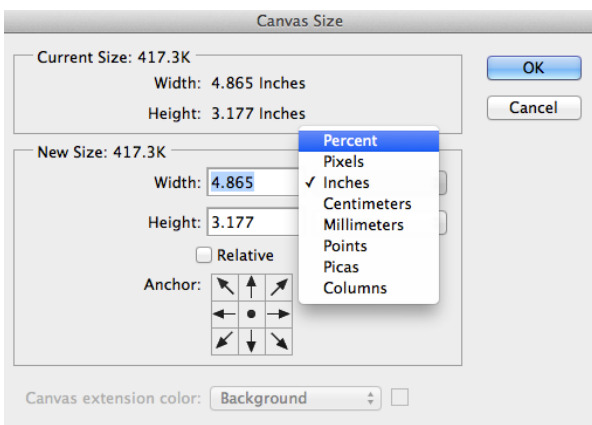 Canvas Size
Current Size: 417.3K
Width: 4.865 Inches
Height: 3.177 Inches
OK
Cancel
New Size: 417.3K
Width: 4.865
Height: 3.177
Percent
Pixels
✓ Inches
Centimeters
Millimeters
Points
Picas
Columns
Relative
Anchor:
Canvas extension color: Background